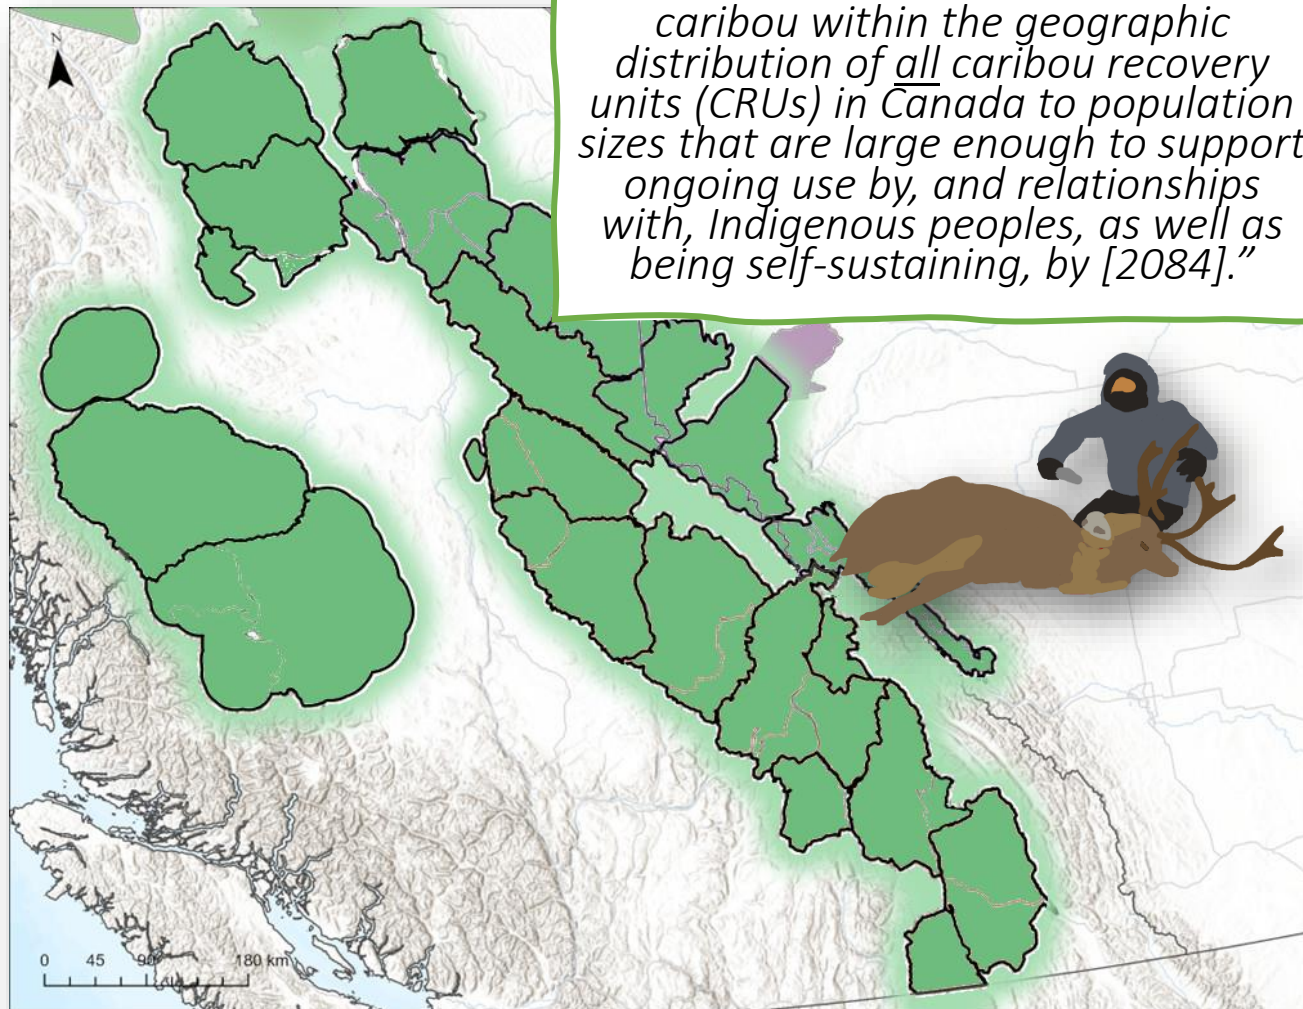 caribou within the geographic
distribution of all caribou recovery
units (CRUs) in Canada to population
sizes that are large enough to support
ongoing use by, and relationships
with, Indigenous peoples, as well as
being self-sustaining, by [2084].”
N
0 45 90 180 km